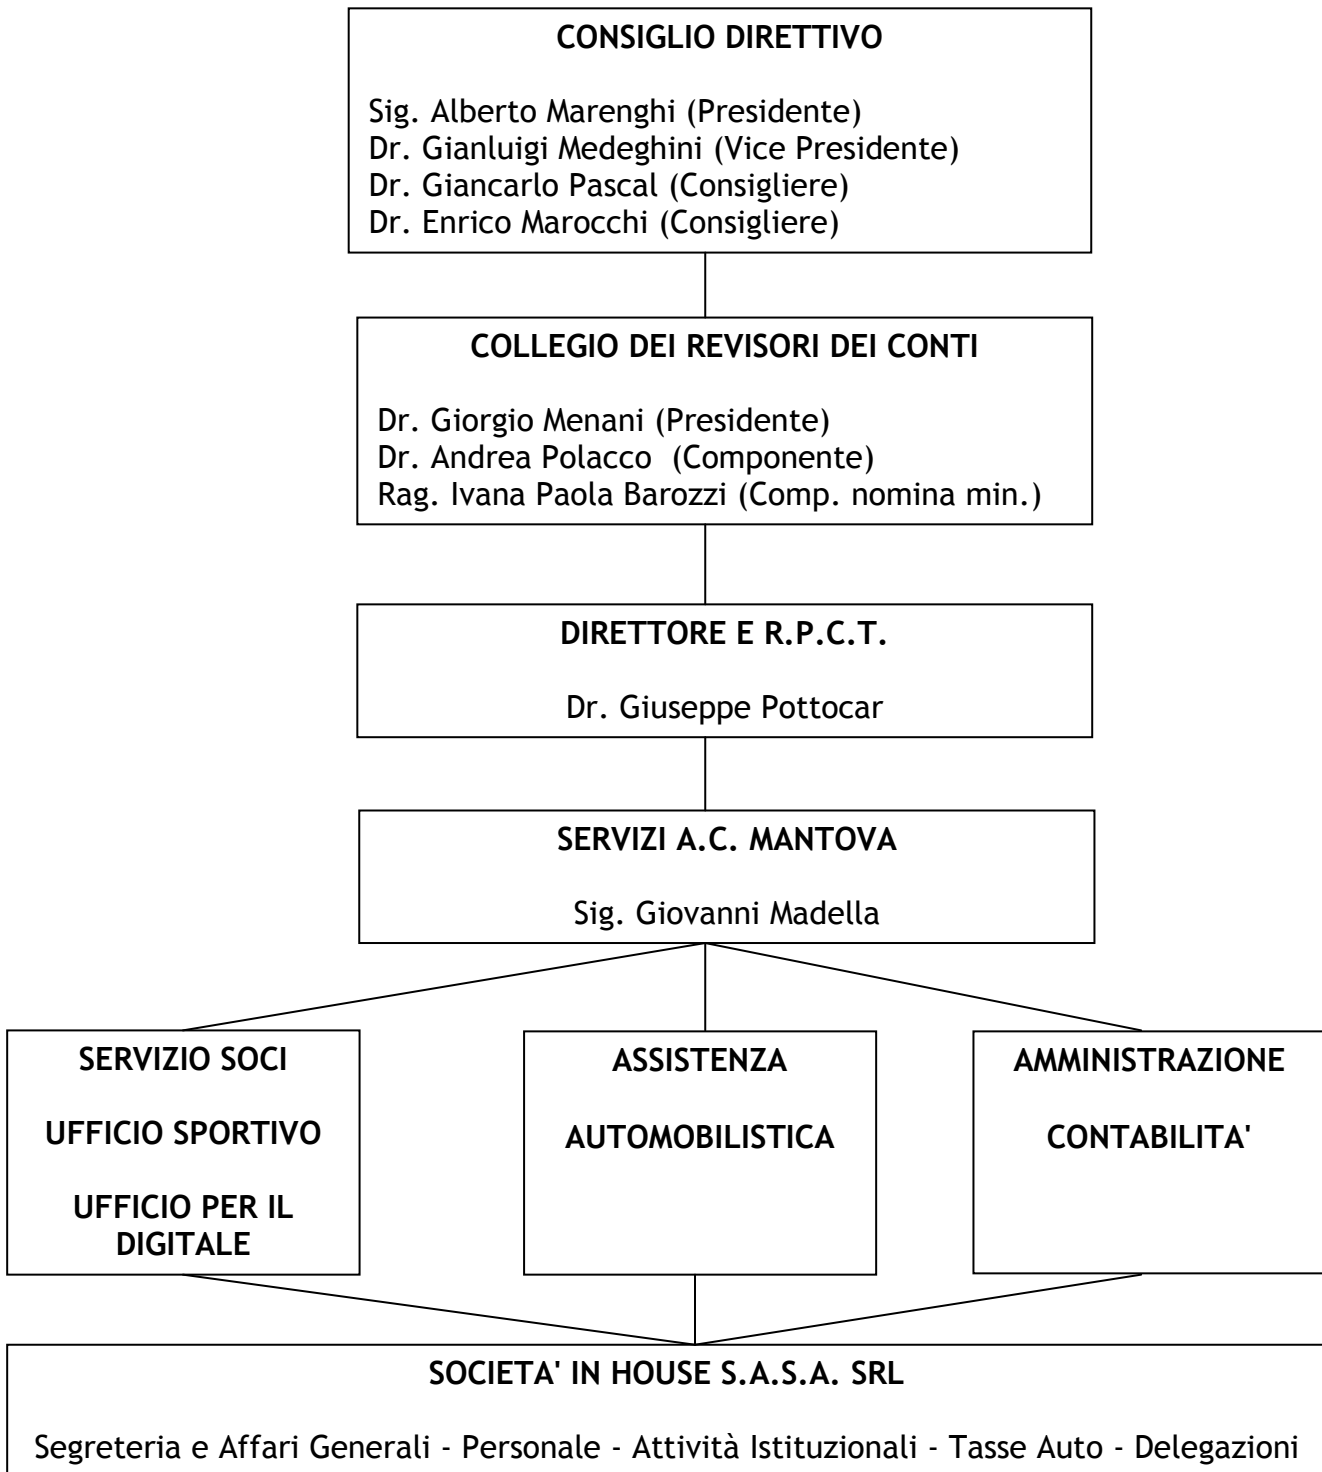 CONSIGLIO DIRETTIVO
Sig. Alberto Marenghi (Presidente)
Dr. Gianluigi Medeghini (Vice Presidente)
Dr. Giancarlo Pascal (Consigliere)
Dr. Enrico Marocchi (Consigliere)
COLLEGIO DEI REVISORI DEI CONTI
Dr. Giorgio Menani (Presidente)
Dr. Andrea Polacco (Componente)
Rag. Ivana Paola Barozzi (Comp. nomina min.)
DIRETTORE E R.P.C.T.
Dr. Giuseppe Pottocar
SERVIZI A.C. MANTOVA
Sig. Giovanni Madella
SERVIZIO SOCI
UFFICIO SPORTIVO
UFFICIO PER IL
DIGITALE
ASSISTENZA
AUTOMOBILISTICA
AMMINISTRAZIONE
CONTABILITA'
SOCIETA' IN HOUSE S.A.S.A. SRL
Segreteria e Affari Generali - Personale - Attività Istituzionali - Tasse Auto - Delegazioni